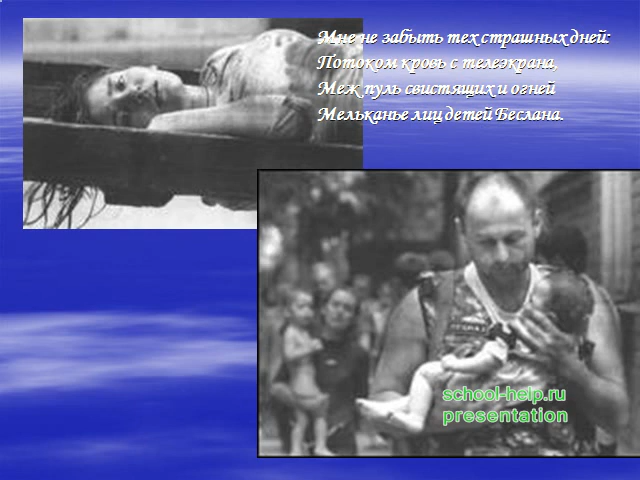 Мне не забыть тех страшных дней:
Потоком кровь с телеэкрана,
Меж пуль свистящих и огней
Мельканье лиц детей Беслана.
school-help.ru
presentation